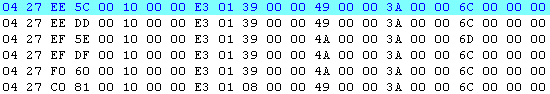 04 27 EE 5C 00 10 00 00 E3 01 39 00 00 49 00 00 3A 00 00 6C 00 00 00
04 27 EE DD 00 10 00 00 E3 01 39 00 00 49 00 00 3A 00 00 6C 00 00 00
04 27 EF 5E 00 10 00 00 E3 01 39 00 00 4A 00 00 3A 00 00 6D 00 00 00
04 27 EF DF 00 10 00 00 E3 01 39 00 00 4A 00 00 3A 00 00 6C 00 00 00
04 27 F0 60 00 10 00 00 E3 01 39 00 00 4A 00 00 3A 00 00 6C 00 00 00
04 27 C0 81 00 10 00 00 E3 01 08 00 00 49 00 00 3A 00 00 6C 00 00 00